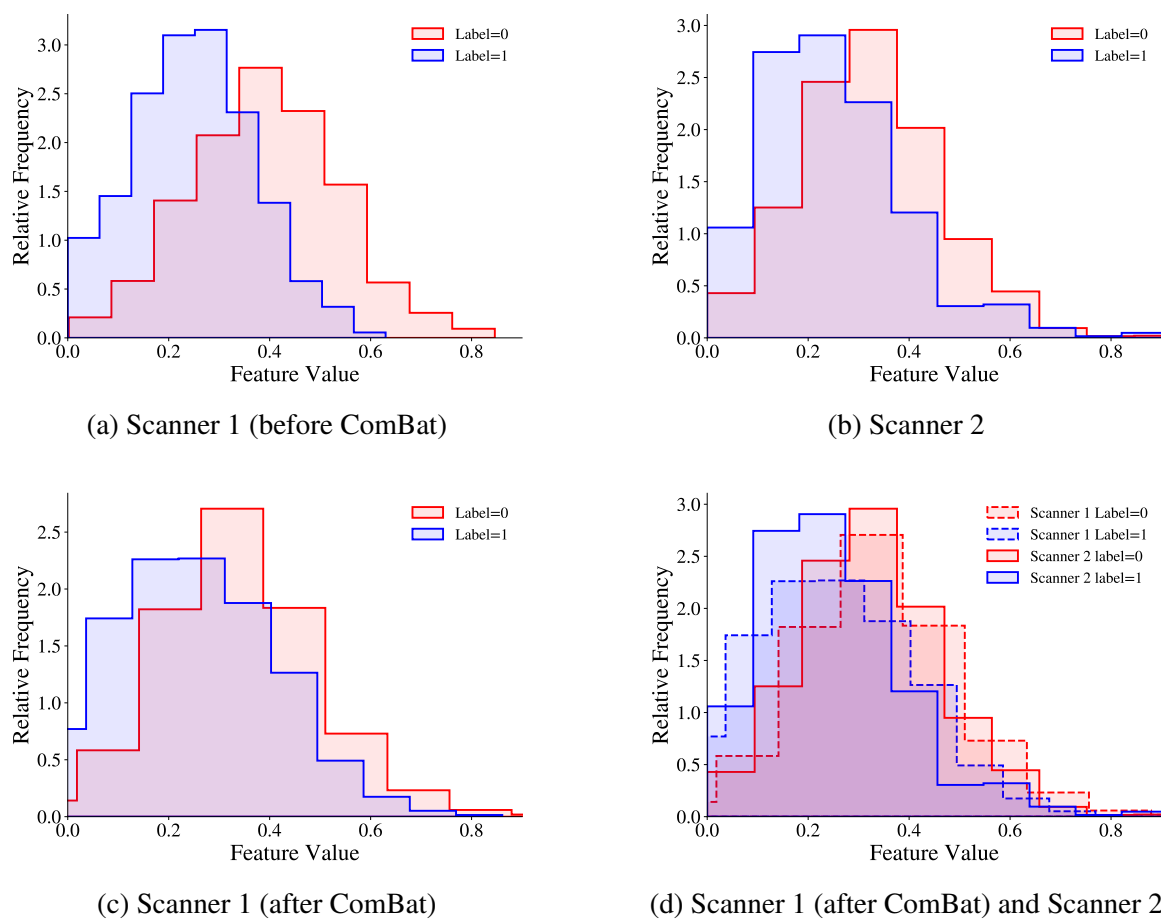 Label=0
Label=1
3.0
2.5
2.0
1.5
1.0
0.5
0.0
Relative Frequency
0.0 0.2 0.4 0.6 0.8
Feature Value
(a) Scanner 1 (before ComBat)
Label=0
Label=1
3.0
2.5
2.0
1.5
1.0
0.5
0.0
Relative Frequency
0.0 0.2 0.4 0.6 0.8
Feature Value
(b) Scanner 2
Label=0
Label=1
2.5
2.0
1.5
1.0
0.5
0.0
Relative Frequency
0.0 0.2 0.4 0.6 0.8
Feature Value
(c) Scanner 1 (after ComBat)
Scanner 1 Label=0
Scanner 1 Label=1
Scanner 2 label=0
Scanner 2 label=1
3.0
2.5
2.0
1.5
1.0
0.5
0.0
Relative Frequency
0.0 0.2 0.4 0.6 0.8
Feature Value
(d) Scanner 1 (after ComBat) and Scanner 2